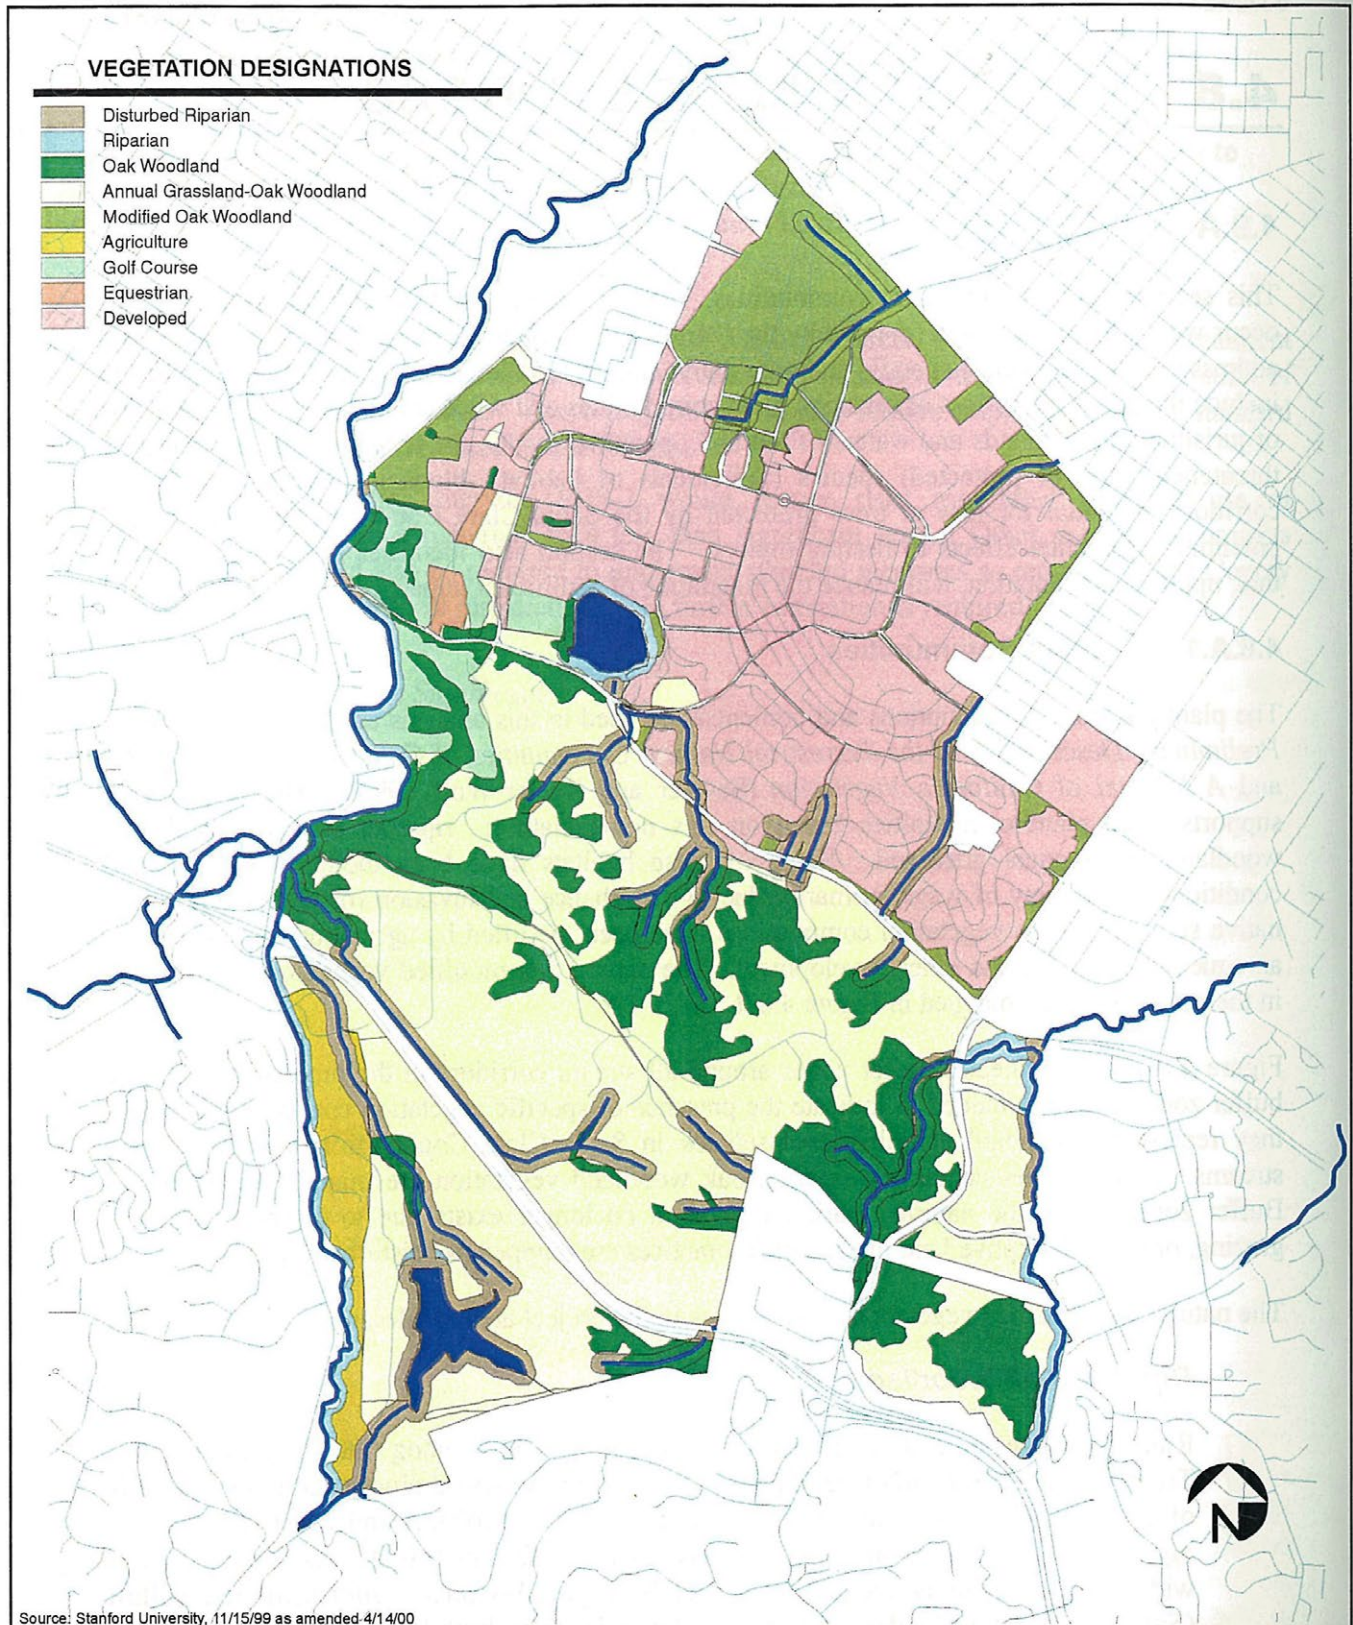 VEGETATION DESIGNATIONS
Disturbed Riparian
Riparian
Oak Woodland
Annual Grassland-Oak Woodland
Modified Oak Woodland
Agriculture
Golf Course
Equestrian
Developed
N
Source: Stanford University, 11/15/99 as amended 4/14/00